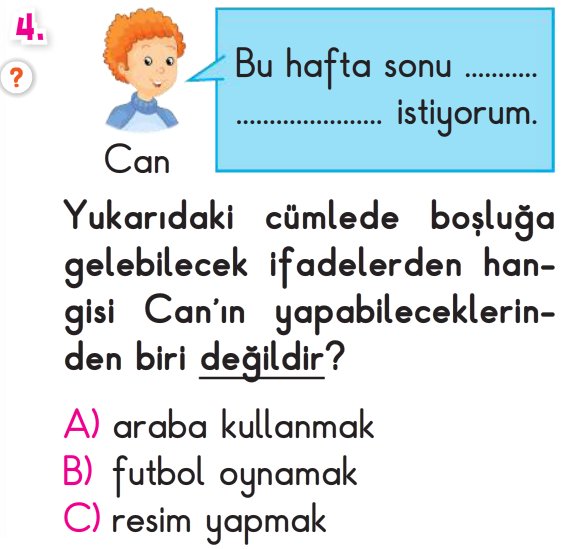 4.
?
Bu hafta sonu ...........
...................... istiyorum.
Can
Yukarıdaki cümlede boşluğa
gelebilecek ifadelerden han-
gisi Can'ın yapabileceklerin-
den biri değildir?
A) araba kullanmak
B) futbol oynamak
C) resim yapmak